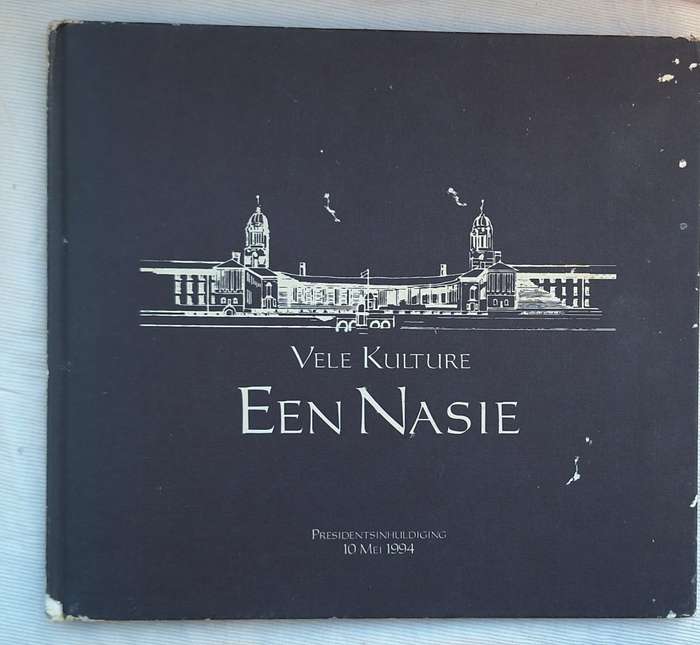 Vele Kulture
Een Nasie
Presidentsinhuldiging
10 Mei 1994